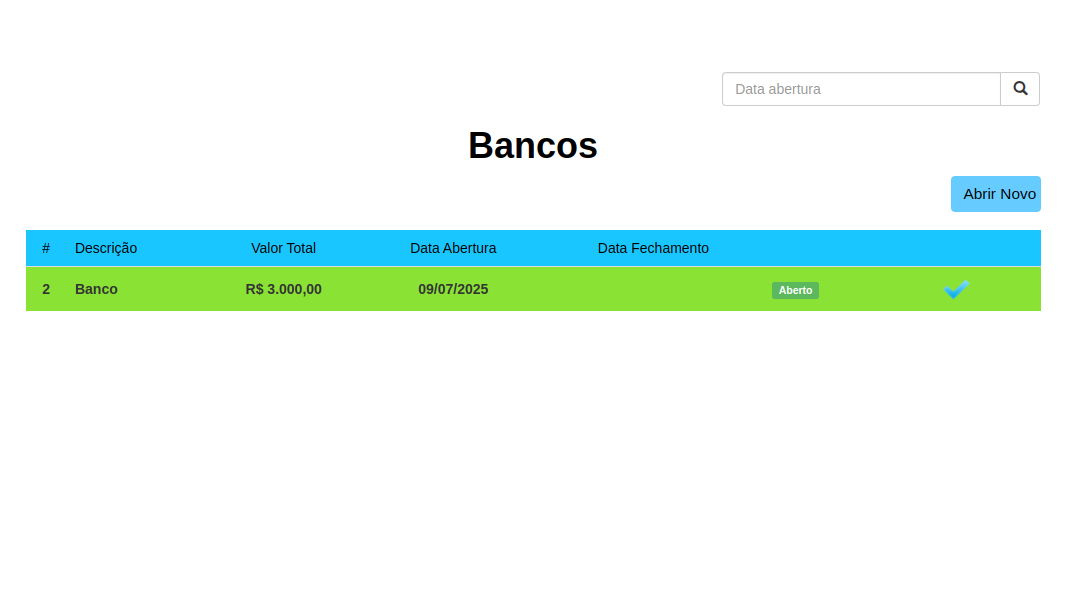 Data abertura
Bancos
Abrir Novo
# Descrição Valor Total Data Abertura Data Fechamento
2 Banco R$ 3.000,00 09/07/2025 Aberto